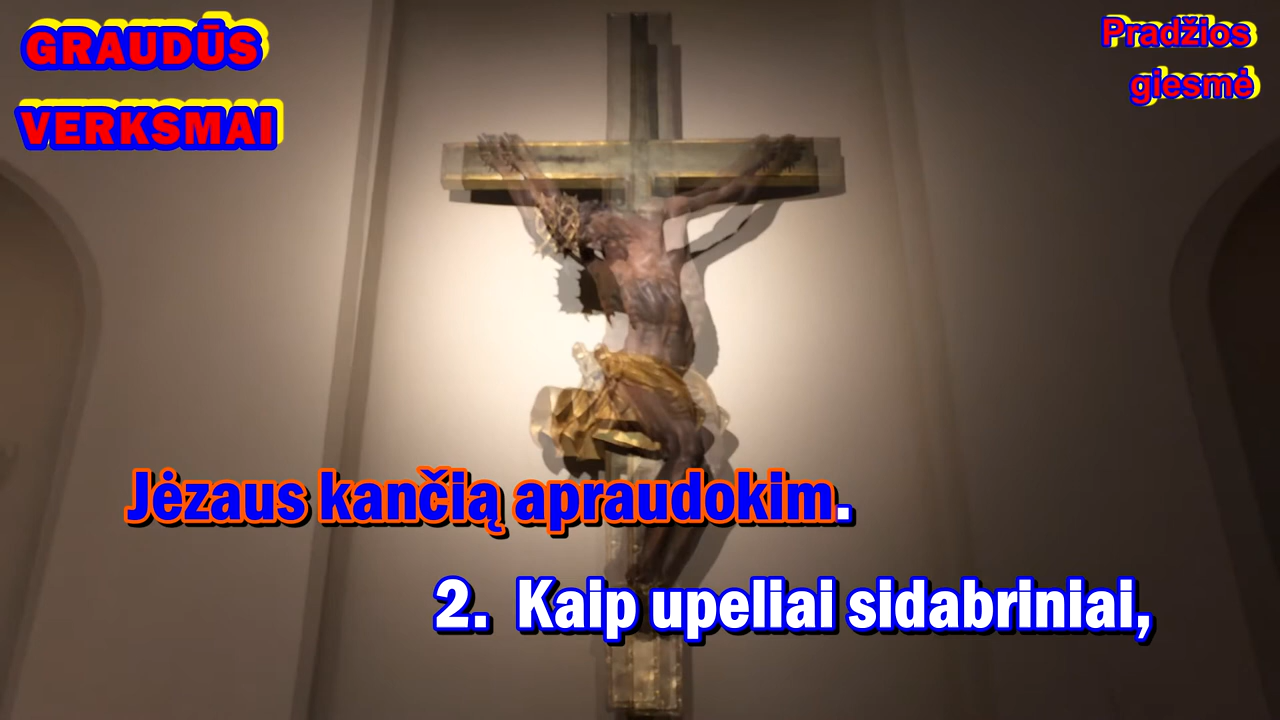 GRAUDŪS
VERKSMAI
Pradžios
giesmė
Jėzaus kančią apraudokim.
2. Kaip upeliai sidabriniai,